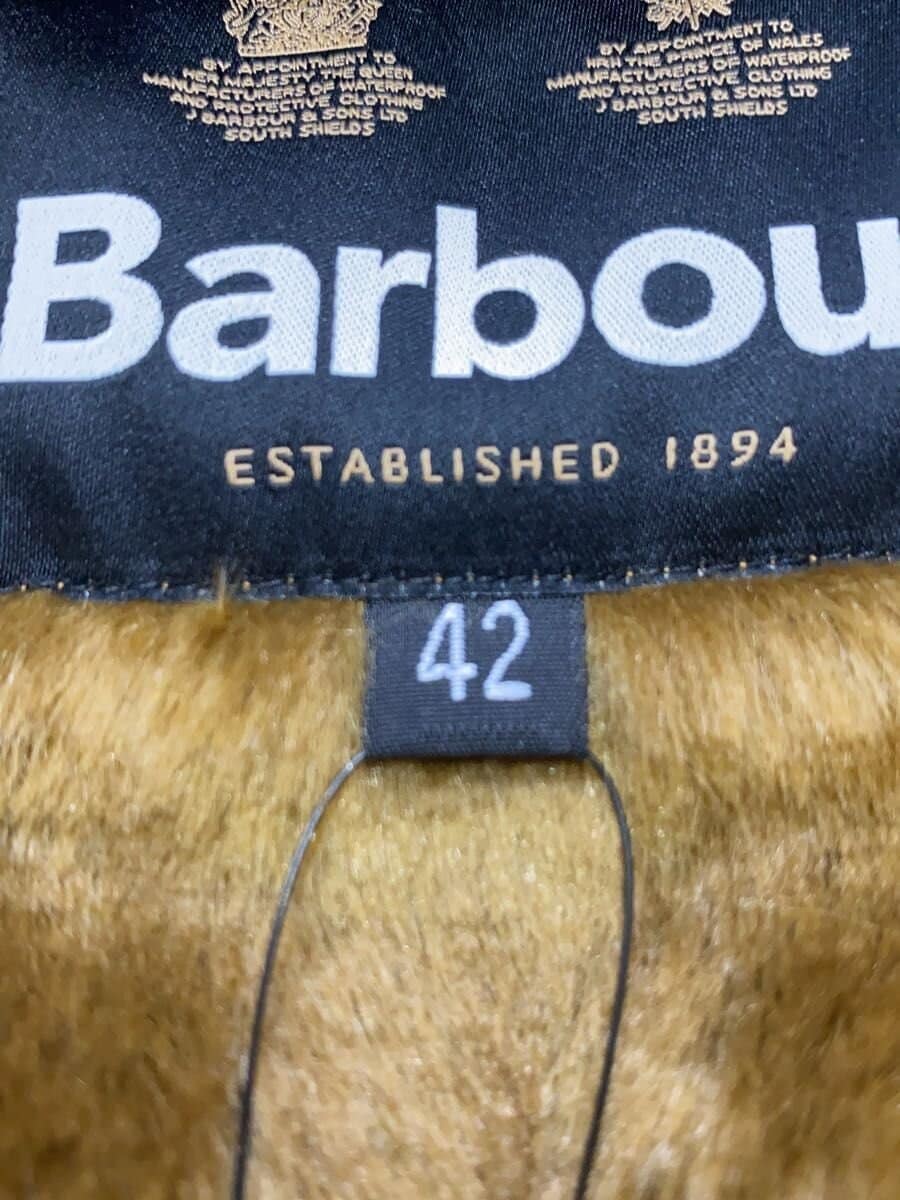 BY APPOINTMENT TO
HER MAJESTY THE QUEEN
MANUFACTURERS OF WATERPROOF
AND PROTECTIVE CLOTHING
J BARBOUR & SONS LTD
SOUTH SHIELDS
BY APPOINTMENT TO
HRH THE PRINCE OF WALES
MANUFACTURERS OF WATERPROOF
AND PROTECTIVE CLOTHING
J BARBOUR & SONS LTD
SOUTH SHIELDS
Barbou
ESTABLISHED 1894
42